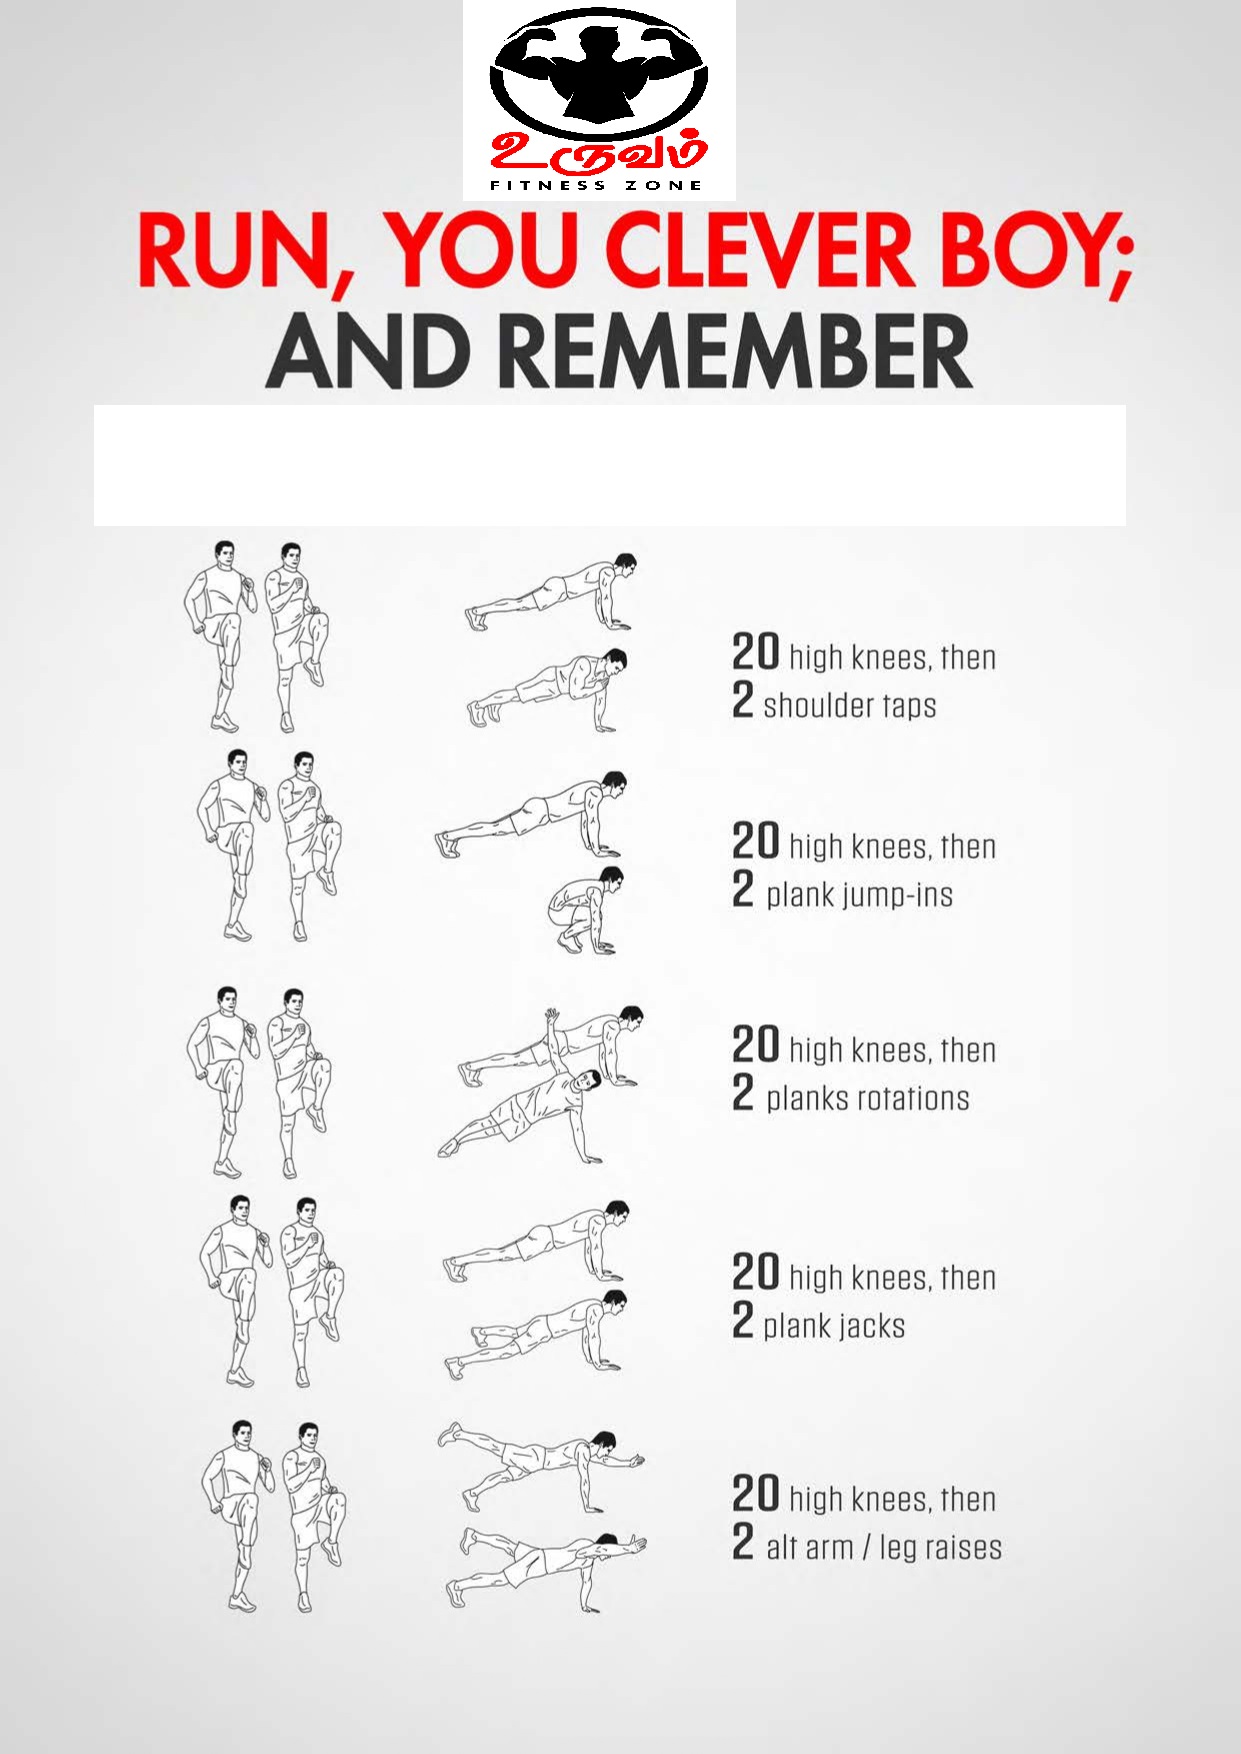 உருவம்
FITNESS ZONE
RUN, YOU CLEVER BOY;
AND REMEMBER
20 high knees, then
2 shoulder taps
20 high knees, then
2 plank jump-ins
20 high knees, then
2 planks rotations
20 high knees, then
2 plank jacks
20 high knees, then
2 alt arm / leg raises